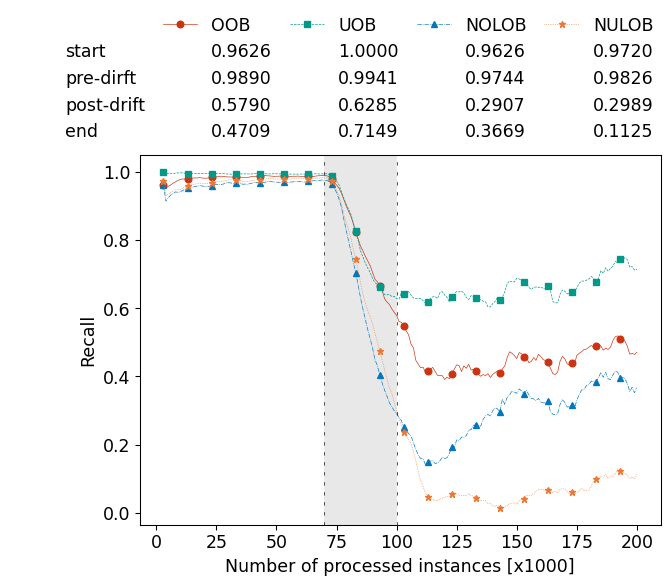 OOB UOB NOLOB NULOB
start 0.9626 1.0000 0.9626 0.9720
pre-dirft 0.9890 0.9941 0.9744 0.9826
post-drift 0.5790 0.6285 0.2907 0.2989
end 0.4709 0.7149 0.3669 0.1125
1.0
0.8
0.6
0.4
0.2
0.0
Recall
0 25 50 75 100 125 150 175 200
Number of processed instances [x1000]